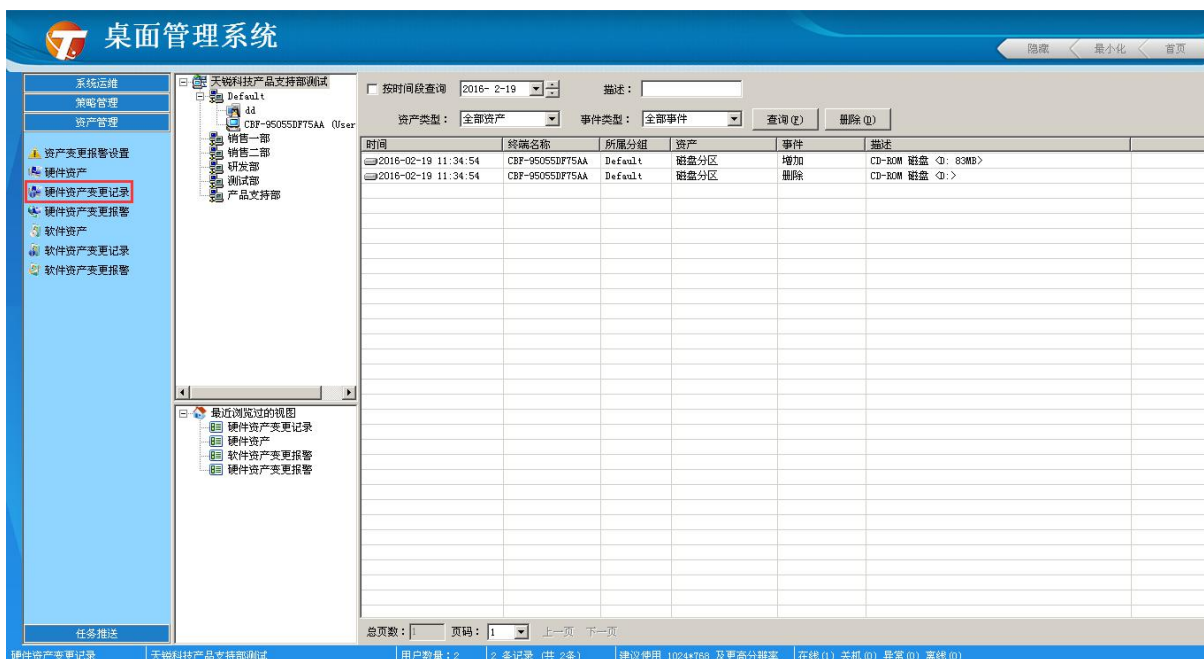 桌面管理系统
隐藏 最小化 首页
系统运维
策略管理
资产管理
资产变更报警设置
硬件资产
硬件资产变更记录
硬件资产变更报警
软件资产
软件资产变更记录
软件资产变更报警
任务推送
天锐科技产品支持部测试
Default
dd
CBF-95055DF75AA (User
销售一部
销售二部
研发部
测试部
产品支持部
最近浏览过的视图
硬件资产变更记录
硬件资产
软件资产变更报警
硬件资产变更报警
按时间段查询 2016- 2-19 描述：
资产类型： 全部资产 事件类型： 全部事件 查询(F) 删除(D)
时间 终端名称 所属分组 资产 事件 描述
2016-02-19 11:34:54 CBF-95055DF75AA Default 磁盘分区 增加 CD-ROM 磁盘 <D: 83MB>
2016-02-19 11:34:54 CBF-95055DF75AA Default 磁盘分区 删除 CD-ROM 磁盘 <D:>
总页数： 1 页码： 1 上一页 下一页
硬件资产变更记录 天锐科技产品支持部测试 用户数量：2 2 条记录 (共 2条) 建议使用 1024*768 及更高分辨率 在线(1) 关机(0) 异常(0) 离线(0)